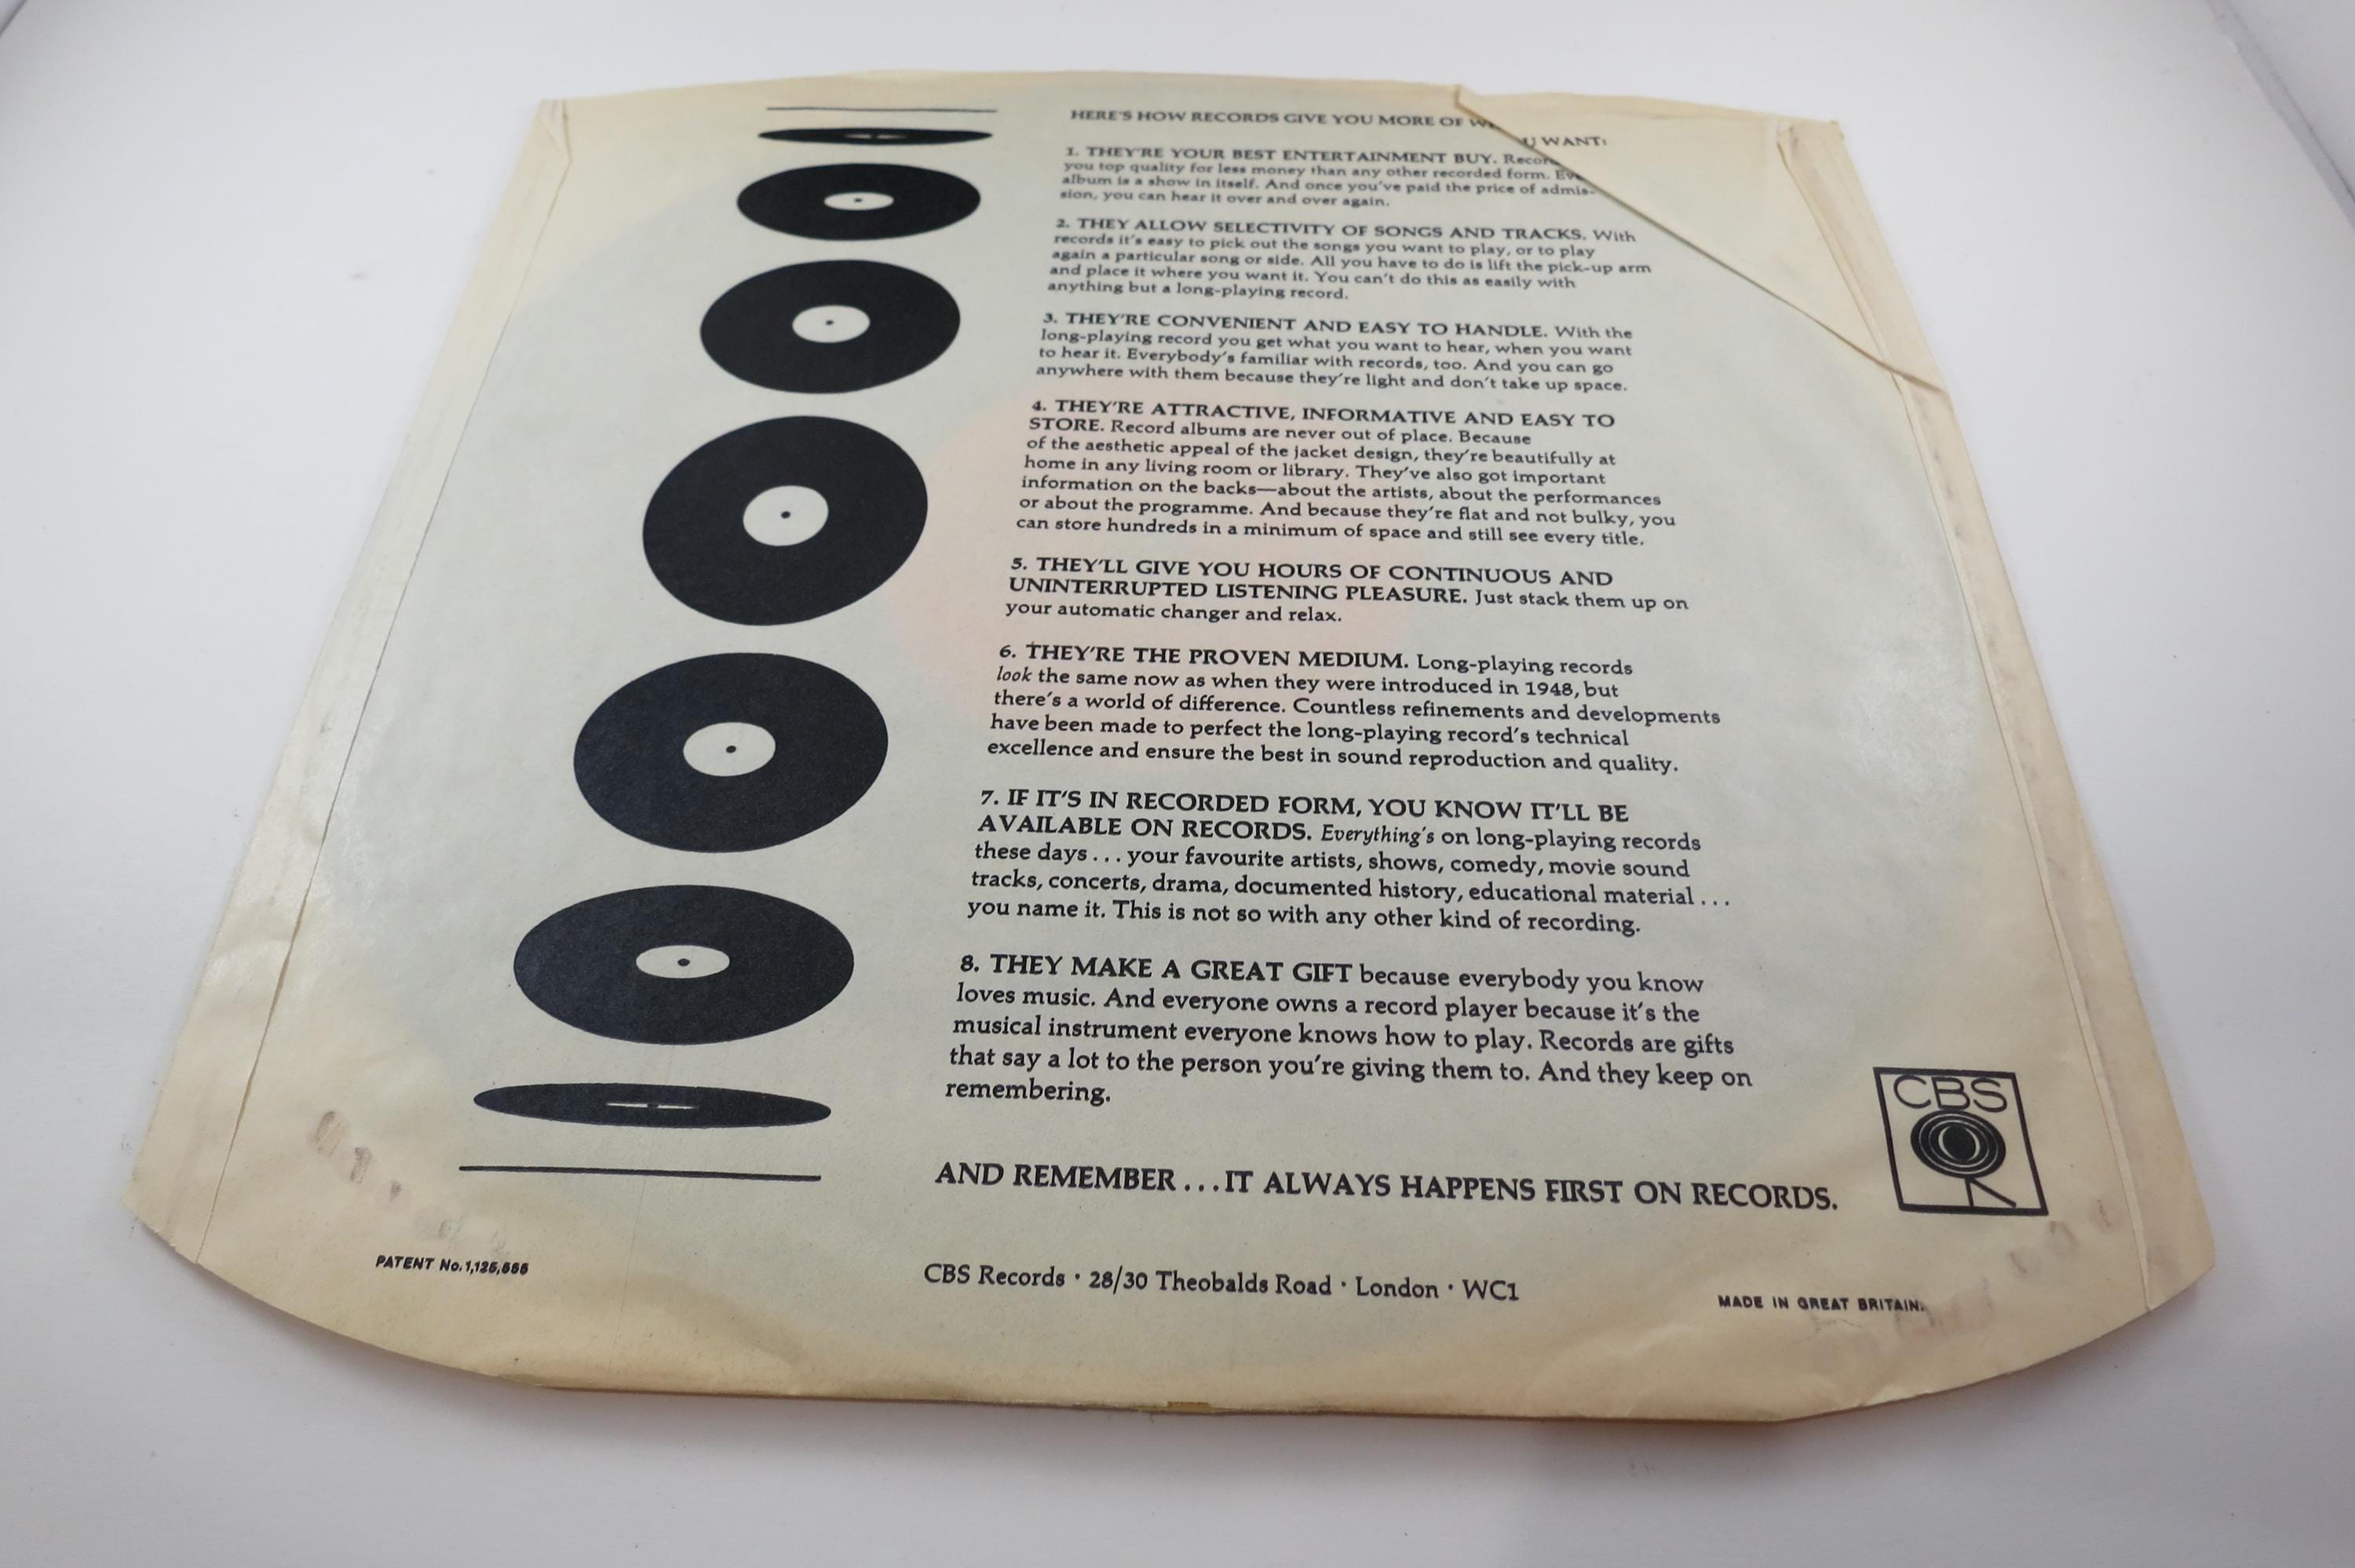 HERE'S HOW RECORDS GIVE YOU MORE OF U WANT:
1. THEY'RE YOUR BEST ENTERTAINMENT BUY. Recor
you top quality for less money than any other recorded form. Ev
album is a show in itself. And once you've paid the price of admis-
sion, you can hear it over and over again.
2. THEY ALLOW SELECTIVITY OF SONGS AND TRACKS. With
records it's easy to pick out the songs you want to play, or to play
again a particular song or side. All you have to do is lift the pick-up arm
and place it where you want it. You can't do this as easily with
anything but a long-playing record.
3. THEY'RE CONVENIENT AND EASY TO HANDLE. With the
long-playing record you get what you want to hear, when you want
to hear it. Everybody's familiar with records, too. And you can go
anywhere with them because they're light and don't take up space.
4. THEY'RE ATTRACTIVE, INFORMATIVE AND EASY TO
STORE. Record albums are never out of place. Because
of the aesthetic appeal of the jacket design, they're beautifully at
home in any living room or library. They've also got important
information on the backs—about the artists, about the performances
or about the programme. And because they're flat and not bulky, you
can store hundreds in a minimum of space and still see every title.
5. THEY'LL GIVE YOU HOURS OF CONTINUOUS AND
UNINTERRUPTED LISTENING PLEASURE. Just stack them up on
your automatic changer and relax.
6. THEY'RE THE PROVEN MEDIUM. Long-playing records
look the same now as when they were introduced in 1948, but
there's a world of difference. Countless refinements and developments
have been made to perfect the long-playing record's technical
excellence and ensure the best in sound reproduction and quality.
7. IF IT'S IN RECORDED FORM, YOU KNOW IT'LL BE
AVAILABLE ON RECORDS. Everything's on long-playing records
these days . . . your favourite artists, shows, comedy, movie sound
tracks, concerts, drama, documented history, educational material . . .
you name it. This is not so with any other kind of recording.
8. THEY MAKE A GREAT GIFT because everybody you know
loves music. And everyone owns a record player because it's the
musical instrument everyone knows how to play. Records are gifts
that say a lot to the person you're giving them to. And they keep on
remembering.
CBS
AND REMEMBER . . . IT ALWAYS HAPPENS FIRST ON RECORDS.
PATENT No. 1,125,555
CBS Records · 28/30 Theobalds Road · London · WC1
MADE IN GREAT BRITAIN.